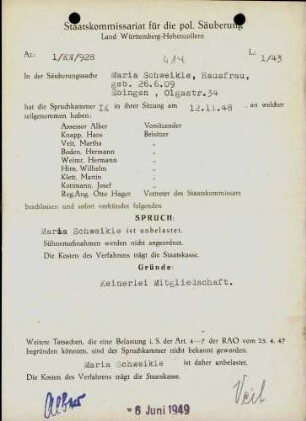 Staatskommissariat für die pol. Säuberung
Land Württemberg-Hohenzollern
Az: 1/KW/928 414 L 1/43
In der Säuberungssache Maria Schweikle, Hausfrau,
geb. 26.6.09
Ebingen, Olgastr.34
hat die Spruchkammer IX in ihrer Sitzung am 12.11.48 , an welcher
teilgenommen haben:
Assessor Alber Vorsitzender
Knapp, Hans Beisitzer
Veit, Martha "
Boden, Hermann "
Weimz, Hermann "
Hirn, Wilhelm "
Klett, Martin "
Kottmann, Josef "
Reg.Ang. Otto Hager Vertreter des Staatskommissars
beschlossen und sofort verkündet folgenden
SPRUCH:
Maria Schweikle ist unbelastet.
Sühnemaßnahmen werden nicht angeordnet.
Die Kosten des Verfahrens trägt die Staatskasse.
Gründe:
Keinerlei Mitgliedschaft.
Weitere Tatsachen, die eine Belastung i. S. der Art. 4—7 der RAO vom 25. 4. 47
begründen könnten, sind der Spruchkammer nicht bekannt geworden.
Maria Schweikle ist daher unbelastet.
Die Kosten des Verfahrens trägt die Staatskasse.
Alber Veit
- 6 Juni 1949